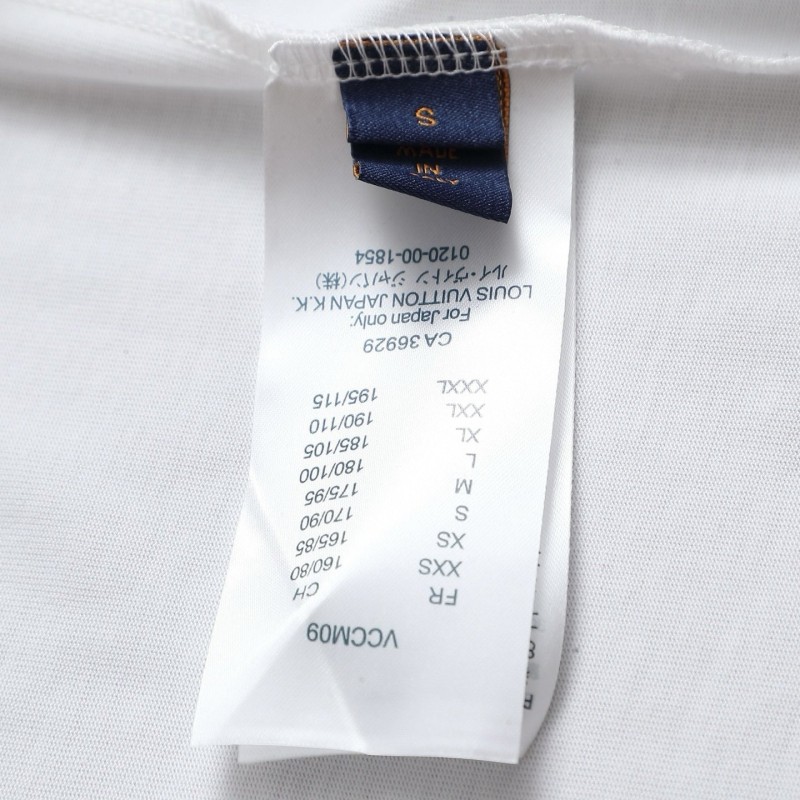 S
MADE
IN
VCCM09
FR CH
XXS 160/80
XS 165/85
S 170/90
M 175/95
L 180/100
XL 185/105
XXL 190/110
XXXL 195/115
CA 36929
For Japan only:
LOUIS VUITTON JAPAN K.K.
ルイ・ヴィトン ジャパン(株)
0120-00-1854